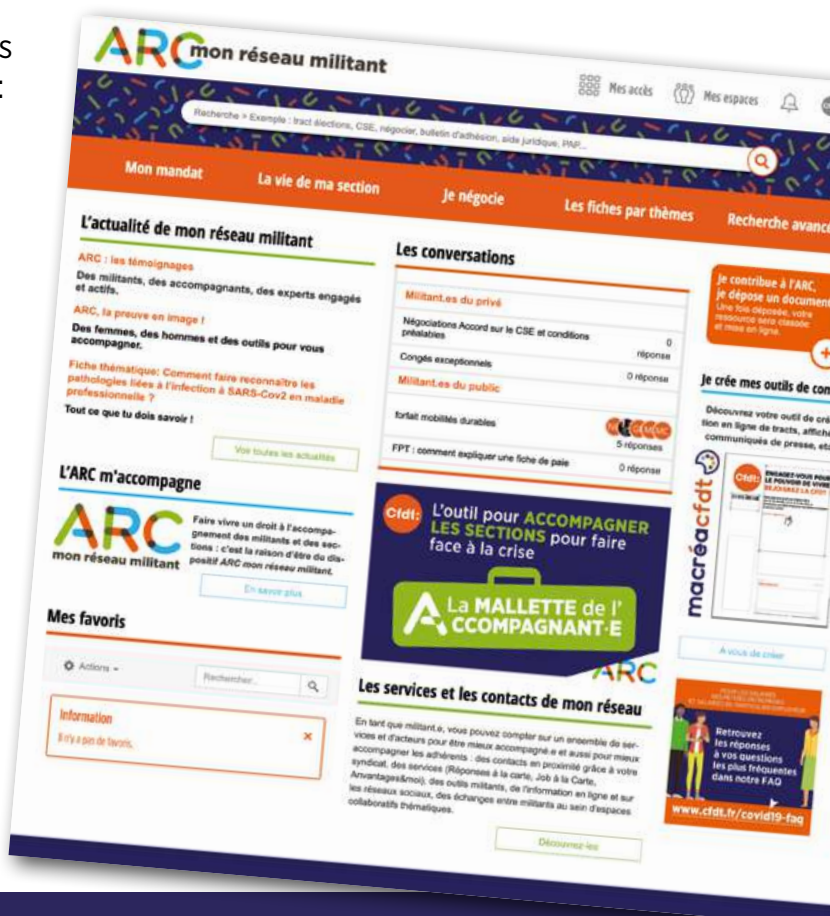 s
:
ARC mon réseau militant
Mes accès
Mes espaces
Recherche > Exemple : tract élections, CSE, négocier, bulletin d'adhésion, aide juridique, PAP...
Mon mandat
La vie de ma section
Je négocie
Les fiches par thèmes
Recherche avancé
L'actualité de mon réseau militant
ARC : les témoignages
Des militants, des accompagnants, des experts engagés
et actifs.
ARC, la preuve en image !
Des femmes, des hommes et des outils pour vous
accompagner.
Fiche thématique: Comment faire reconnaître les
pathologies liées à l'infection à SARS-Cov2 en maladie
professionnelle ?
Tout ce que tu dois savoir !
Voir toutes les actualités
L'ARC m'accompagne
ARC
mon réseau militant
Faire vivre un droit à l'accompa-
gnement des militants et des sec-
tions : c'est la raison d'être du dis-
positif ARC mon réseau militant.
En savoir plus
Mes favoris
Actions
Rechercher...
Information
Il n'y a pas de favoris.
×
Les conversations
Militant.es du privé
Négociations Accord sur le CSE et conditions
préalables
0
réponse
Congés exceptionnels
0 réponse
Militant.es du public
forfait mobilités durables
5 réponses
FPT : comment expliquer une fiche de paie
0 réponse
Cfdt:
L'outil pour ACCOMPAGNER
LES SECTIONS pour faire
face à la crise
La MALLETTE de l'
ACCOMPAGNANT·E
ARC
Les services et les contacts de mon réseau
En tant que militant.e, vous pouvez compter sur un ensemble de ser-
vices et d'acteurs pour être mieux accompagné.e et aussi pour mieux
accompagner les adhérents : des contacts en proximité grâce à votre
syndicat, des services (Réponses à la carte, Job à la Carte,
Anvantages&moi), des outils militants, de l'information en ligne et sur
les réseaux sociaux, des échanges entre militants au sein d'espaces
collaboratifs thématiques.
Découvrez-les
Je contribue à l'ARC,
je dépose un document
Une fois déposée, votre
ressource sera classée
et mise en ligne.
+
Je crée mes outils de com
Découvrez votre outil de cré
tion en ligne de tracts, affich
communiqués de presse, et
macréacfdt
Cfdt:
ENGAGEZ-VOUS POUR
LE POUVOIR DE VIVRE
REJOIGNEZ LA CFDT
À vous de créer
Retrouvez
les réponses
à vos questions
les plus fréquentes
dans notre FAQ
www.cfdt.fr/covid19-faq